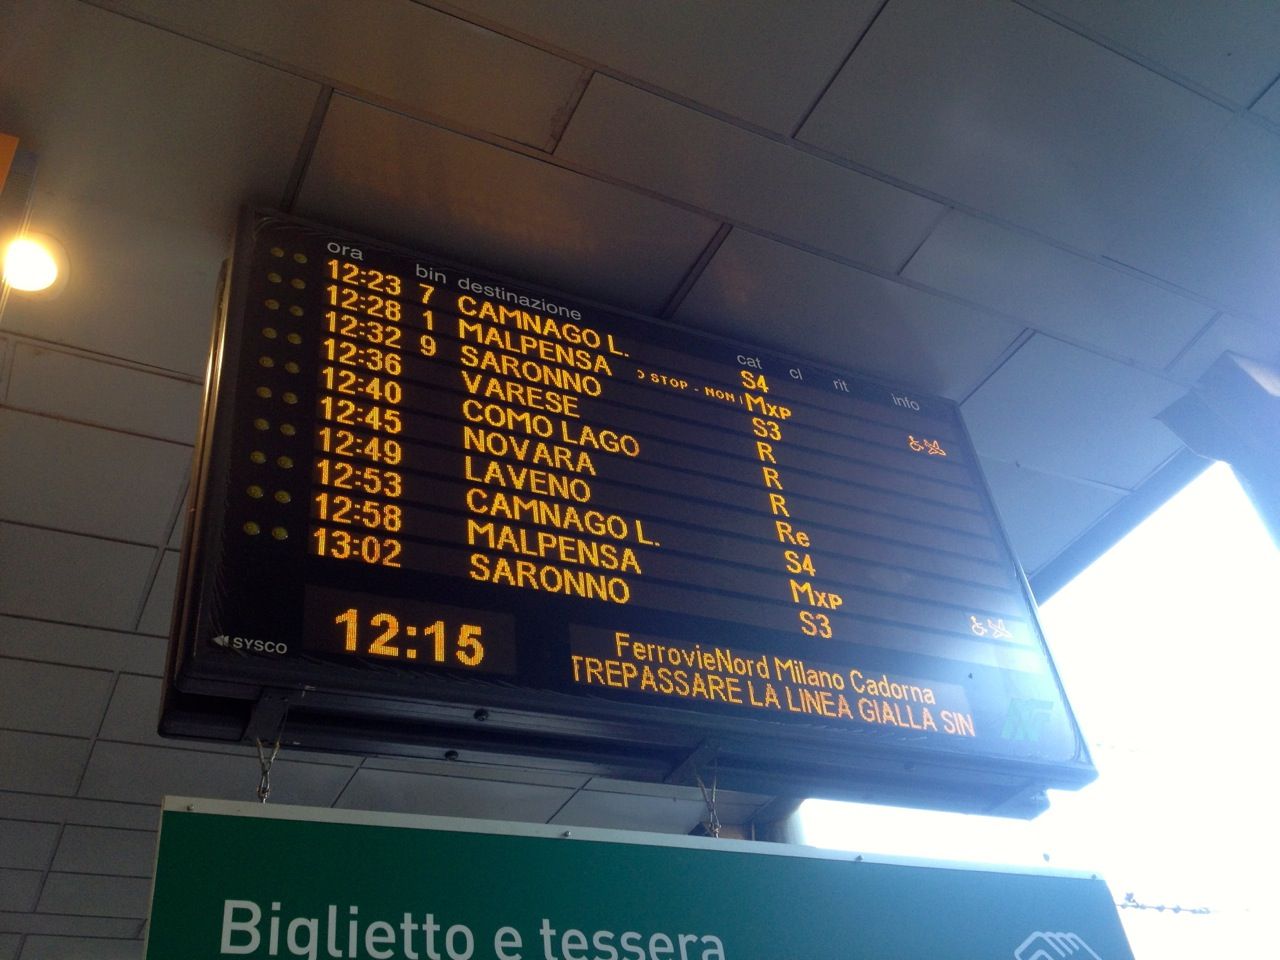 ora bin destinazione cat cl rit info
12:23 7 CAMNAGO L. S4
12:28 1 MALPENSA STOP - NON Mxp
12:32 9 SARONNO S3
12:36 VARESE R
12:40 COMO LAGO R
12:45 NOVARA R
12:49 LAVENO Re
12:53 CAMNAGO L. S4
12:58 MALPENSA Mxp
13:02 SARONNO S3
SYSCO
12:15
FerrovieNord Milano Cadorna
TREPASSARE LA LINEA GIALLA SIN
Biglietto e tessera